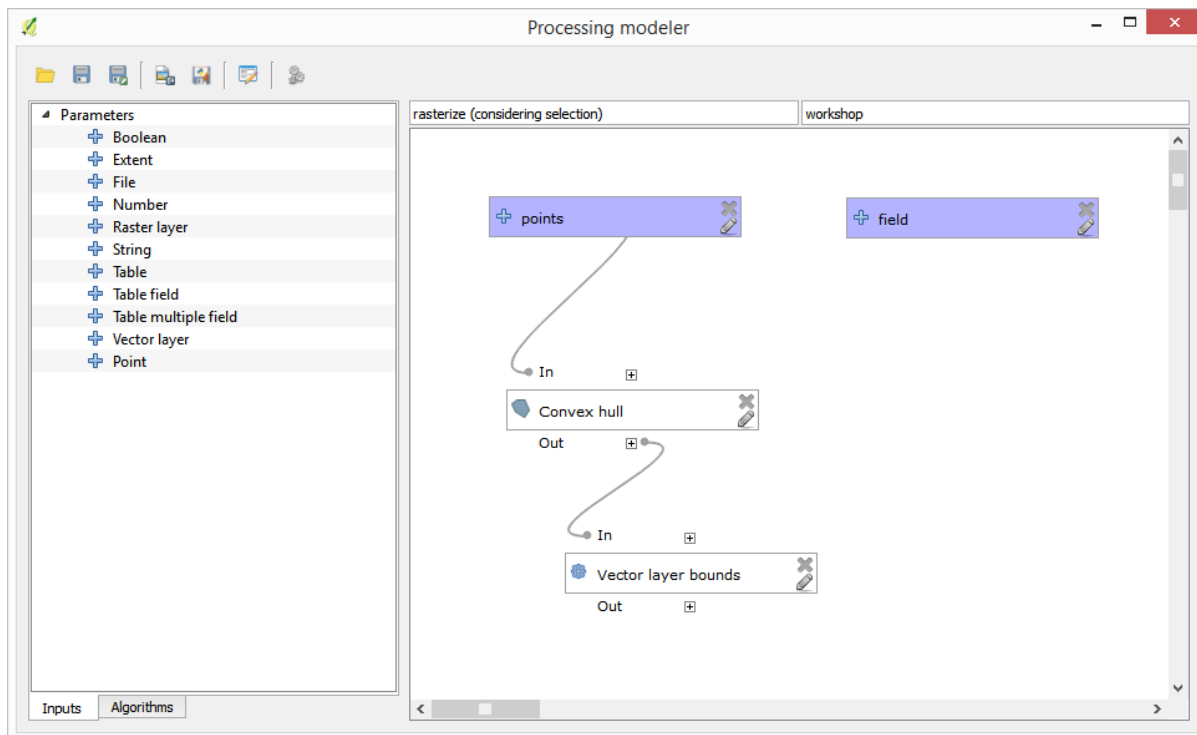 Processing modeler
Parameters
Boolean
Extent
File
Number
Raster layer
String
Table
Table field
Table multiple field
Vector layer
Point
Inputs
Algorithms
rasterize (considering selection)
workshop
points
field
In
Convex hull
Out
In
Vector layer bounds
Out